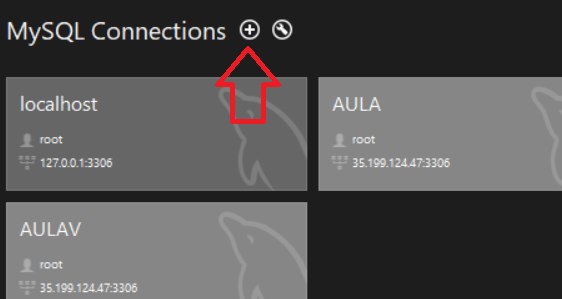 MySQL Connections
localhost
root
127.0.0.1:3306
AULA
root
35.199.124.47:3306
AULAV
root
35.199.124.47:3306